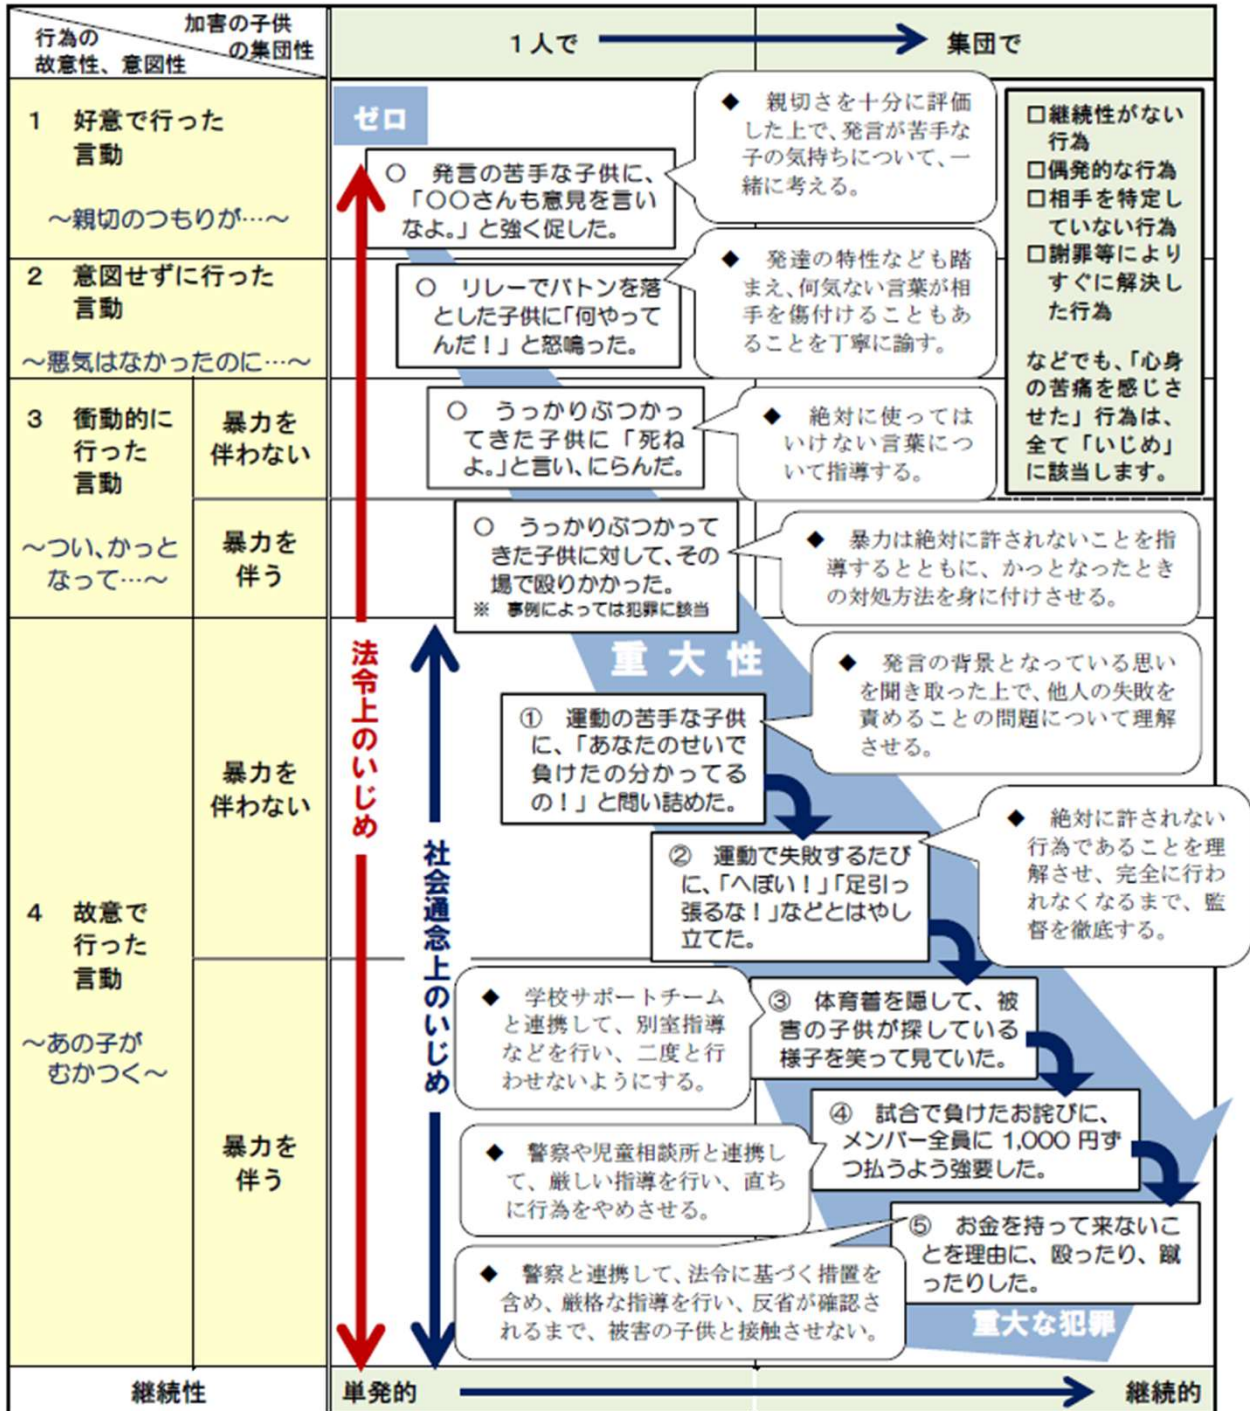 加害の子供
の集団性
行為の
故意性、意図性
1人で
集団で
1 好意で行った
言動
～親切のつもりが…～
ゼロ
○ 発言の苦手な子供に、
「○○さんも意見を言い
なよ。」と強く促した。
◆ 親切さを十分に評価
した上で、発言が苦手な
子の気持ちについて、一
緒に考える。
□継続性がない
行為
□偶発的な行為
□相手を特定し
ていない行為
□謝罪等により
すぐに解決し
た行為
などでも、「心身
の苦痛を感じさ
せた」行為は、
全て「いじめ」
に該当します。
2 意図せずに行った
言動
～悪気はなかったのに…～
○ リレーでバトンを落
とした子供に「何やって
んだ！」と怒鳴った。
◆ 発達の特性なども踏
まえ、何気ない言葉が相
手を傷付けることもあ
ることを丁寧に諭す。
3 衝動的に
行った
言動
～つい、かっと
なって…～
暴力を
伴わない
○ うっかりぶつかっ
てきた子供に「死ね
よ。」と言い、にらんだ。
◆ 絶対に使っては
いけない言葉につ
いて指導する。
暴力を
伴う
○ うっかりぶつかって
きた子供に対して、その
場で殴りかかった。
※ 事例によっては犯罪に該当
◆ 暴力は絶対に許されないことを指
導するとともに、かっとなったとき
の対処方法を身に付けさせる。
法令上のいじめ
社会通念上のいじめ
重大性
4 故意で
行った
言動
～あの子が
むかつく～
暴力を
伴わない
① 運動の苦手な子供
に、「あなたのせいで
負けたの分かってる
の！」と問い詰めた。
◆ 発言の背景となっている思い
を聞き取った上で、他人の失敗を
責めることの問題について理解
させる。
② 運動で失敗するたび
に、「へぼい！」「足引っ
張るな！」などとはやし
立てた。
◆ 絶対に許されない
行為であることを理
解させ、完全に行わ
れなくなるまで、監
督を徹底する。
暴力を
伴う
◆ 学校サポートチーム
と連携して、別室指導
などを行い、二度と行
わせないようにする。
③ 体育着を隠して、被
害の子供が探している
様子を笑って見ていた。
◆ 警察や児童相談所と連携し
て、厳しい指導を行い、直ち
に行為をやめさせる。
④ 試合で負けたお詫びに、
メンバー全員に 1,000 円ず
つ払うよう強要した。
◆ 警察と連携して、法令に基づく措置を
含め、厳格な指導を行い、反省が確認さ
れるまで、被害の子供と接触させない。
⑤ お金を持って来ないこ
とを理由に、殴ったり、蹴
ったりした。
重大な犯罪
継続性
単発的
継続的